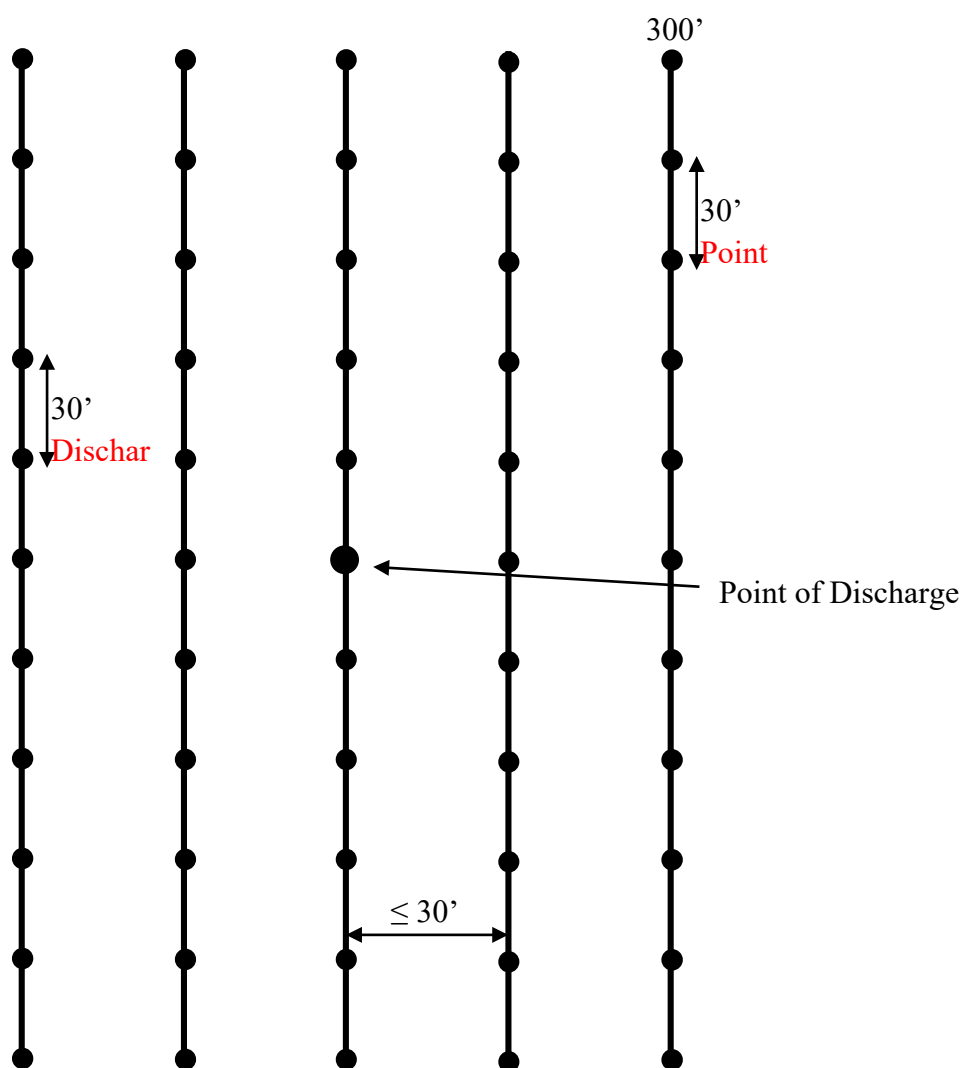 300’
30’
Point
30’
Dischar
Point of Discharge
≤ 30’